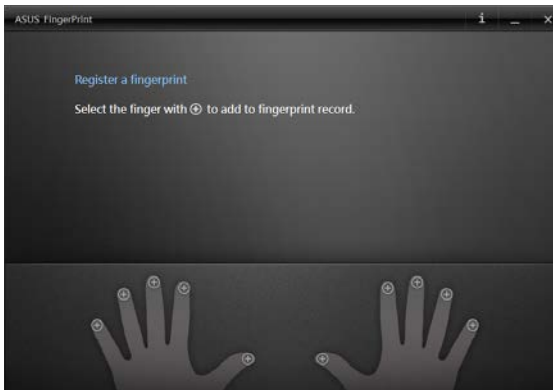 ASUS FingerPrint
Register a fingerprint
Select the finger with ⊕ to add to fingerprint record.